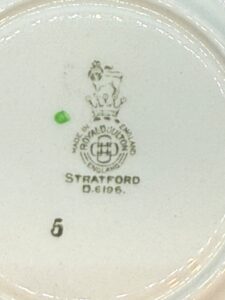 MADE IN ENGLAND
ROYAL DOULTON
ENGLAND
STRATFORD
D.6196.
5